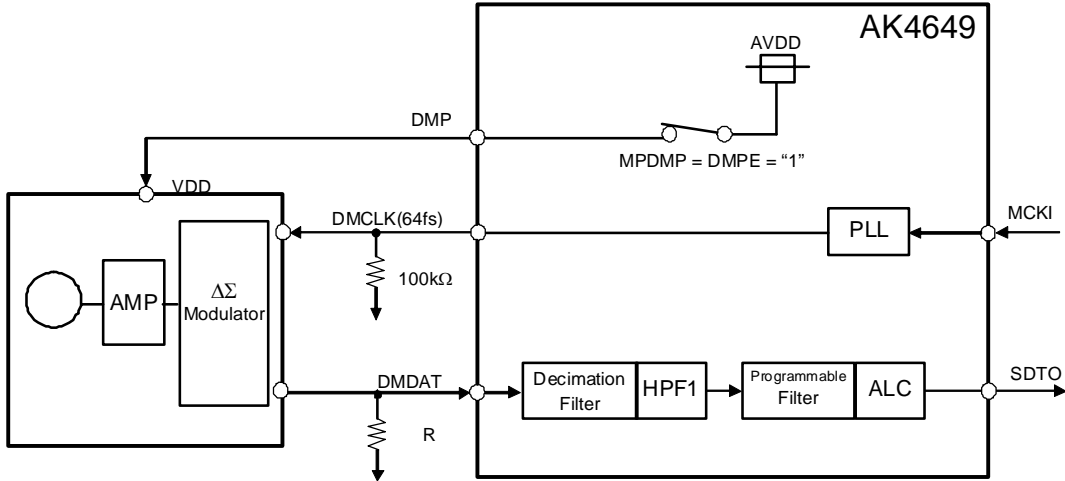 AK4649
AVDD
DMP
MPDMP = DMPE = “1”
VDD
DMCLK(64fs)
PLL
MCKI
100kΩ
AMP
ΔΣ
Modulator
DMDAT
Decimation
Filter
HPF1
Programmable
Filter
ALC
SDTO
R